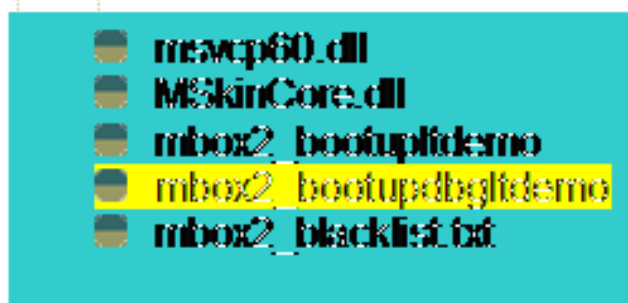 msvcp60.dll
MSkinCore.dll
mbox2_bootupltdemo
mbox2_bootupdbgltdemo
mbox2_blacklist.txt